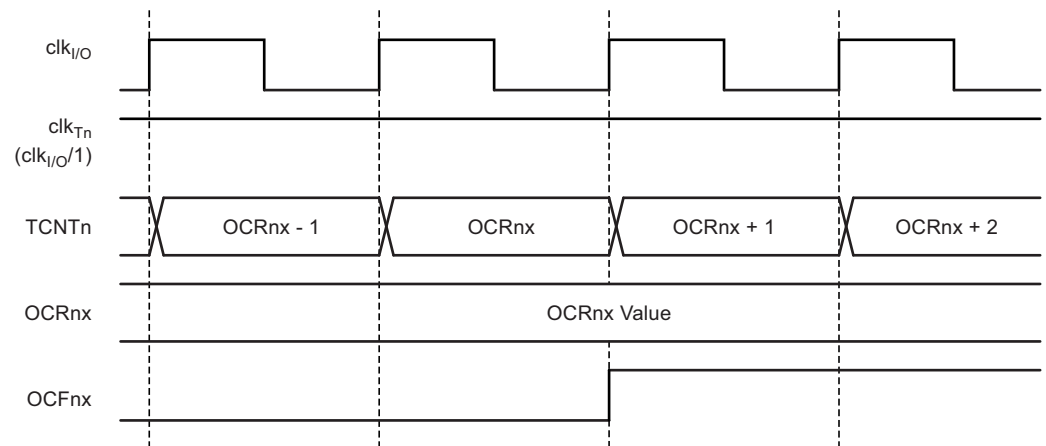 clkI/O
clkTn
(clkI/O/1)
TCNTn OCRnx - 1 OCRnx OCRnx + 1 OCRnx + 2
OCRnx OCRnx Value
OCFnx